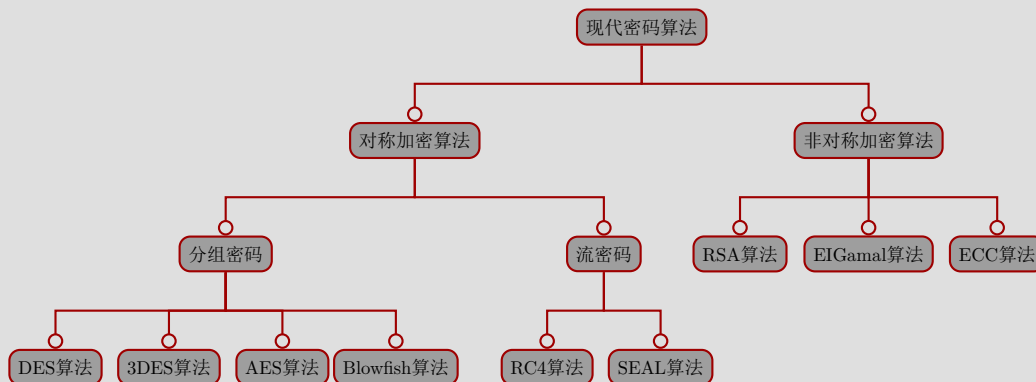 现代密码算法
对称加密算法
非对称加密算法
分组密码
流密码
RSA算法
EIGamal算法
ECC算法
DES算法
3DES算法
AES算法
Blowfish算法
RC4算法
SEAL算法